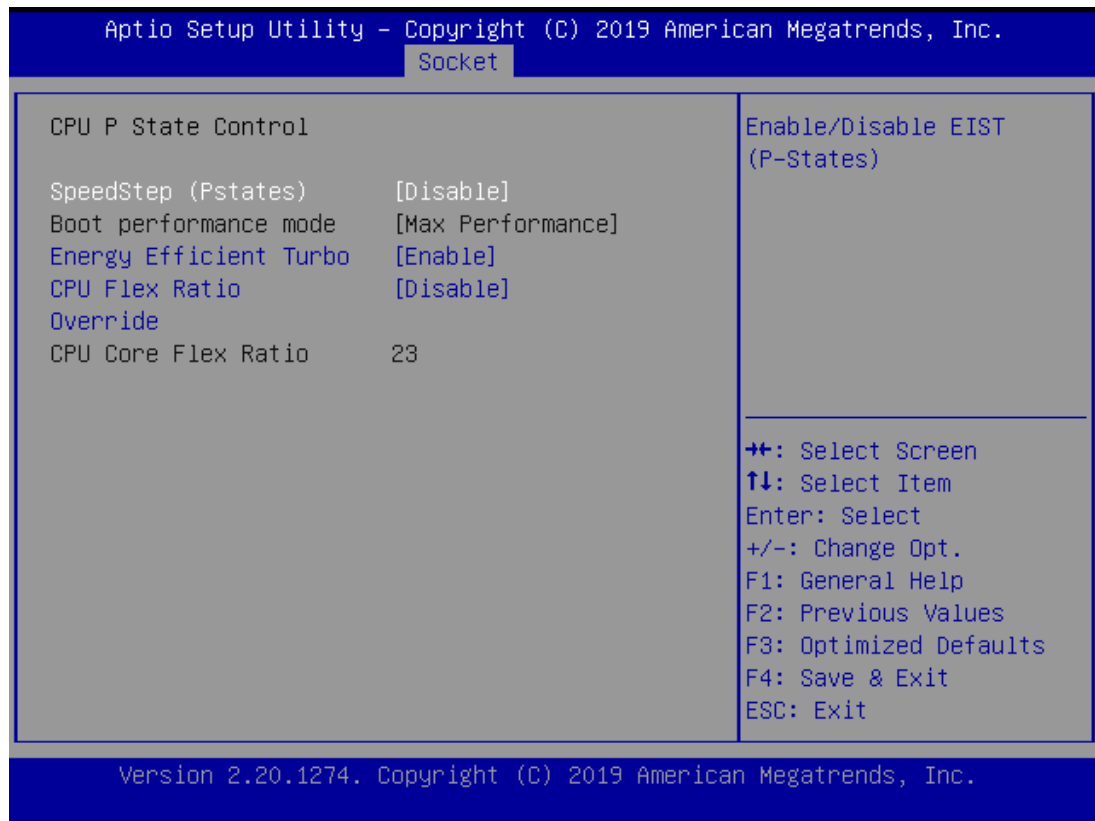 Aptio Setup Utility – Copyright (C) 2019 American Megatrends, Inc.
Socket
CPU P State Control
SpeedStep (Pstates) [Disable]
Boot performance mode [Max Performance]
Energy Efficient Turbo [Enable]
CPU Flex Ratio [Disable]
Override
CPU Core Flex Ratio 23
Enable/Disable EIST
(P-States)
→←: Select Screen
↑↓: Select Item
Enter: Select
+/-: Change Opt.
F1: General Help
F2: Previous Values
F3: Optimized Defaults
F4: Save & Exit
ESC: Exit
Version 2.20.1274. Copyright (C) 2019 American Megatrends, Inc.